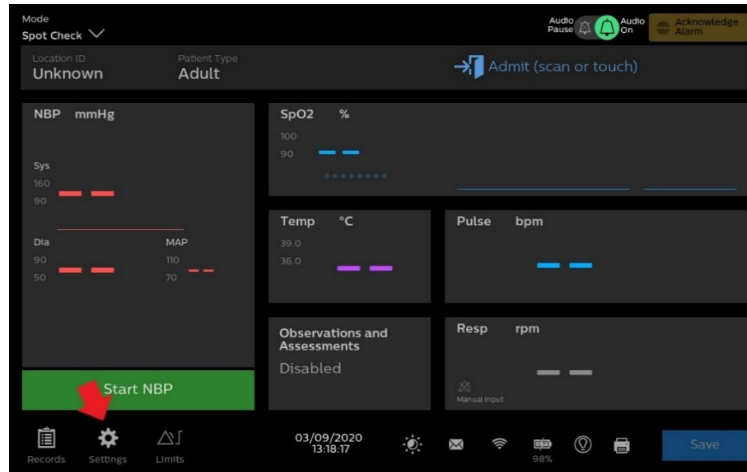 Mode
Spot Check
Audio Pause
Audio On
Acknowledge Alarm
Location ID
Unknown
Patient Type
Adult
Admit (scan or touch)
NBP mmHg
Sys
160
90
Dia
90
50
MAP
110
70
Start NBP
SpO2 %
100
90
Temp °C
39.0
36.0
Pulse bpm
Observations and
Assessments
Disabled
Resp rpm
Manual Input
Records
Settings
Limits
03/09/2020
13:18:17
98%
Save